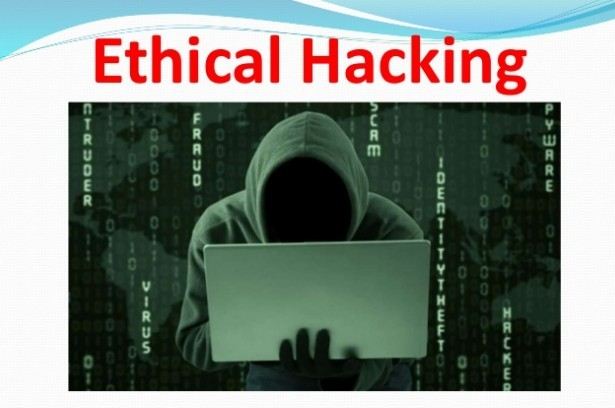 Ethical Hacking
NTRUDER
FRAUD
SCAM
PYWARE
IDENTITYTHEFT
VIRUS
HACKER